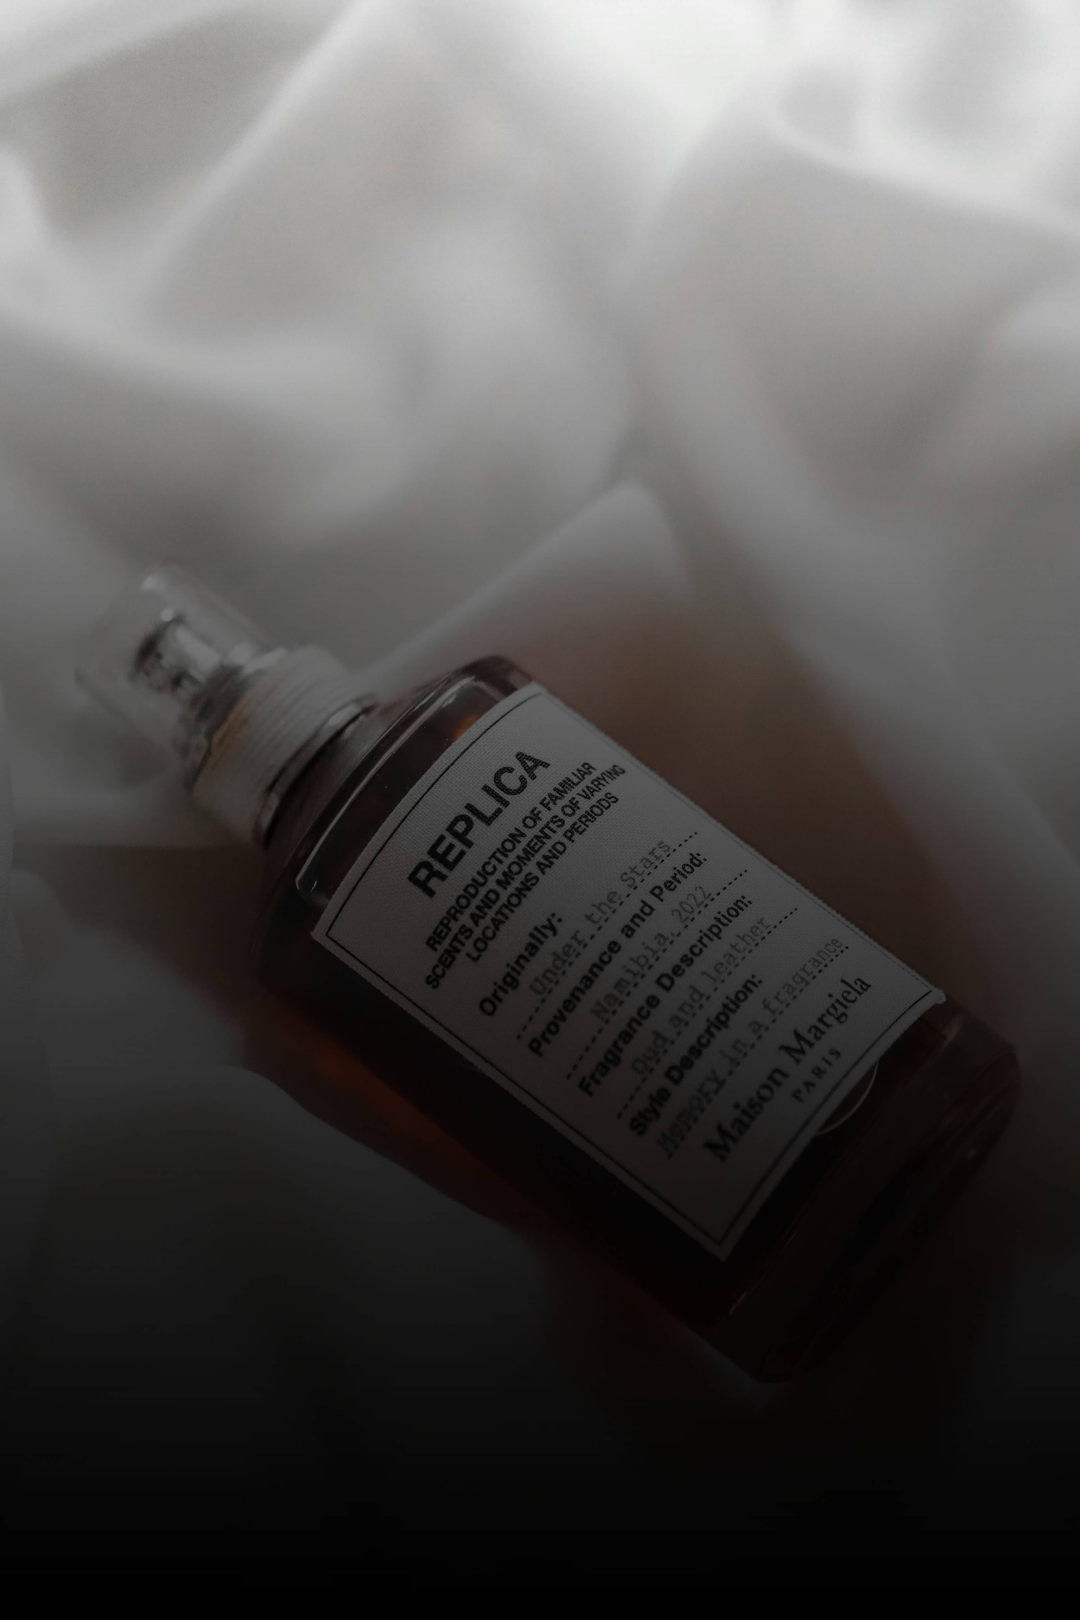 REPLICA
REPRODUCTION OF FAMILIAR
SCENTS AND MOMENTS OF VARYING
LOCATIONS AND PERIODS
Originally:
Under the Stars
Provenance and Period:
Namibia, 2022
Fragrance Description:
Oud and leather
Style Description:
Memory in a fragrance
Maison Margiela
PARIS